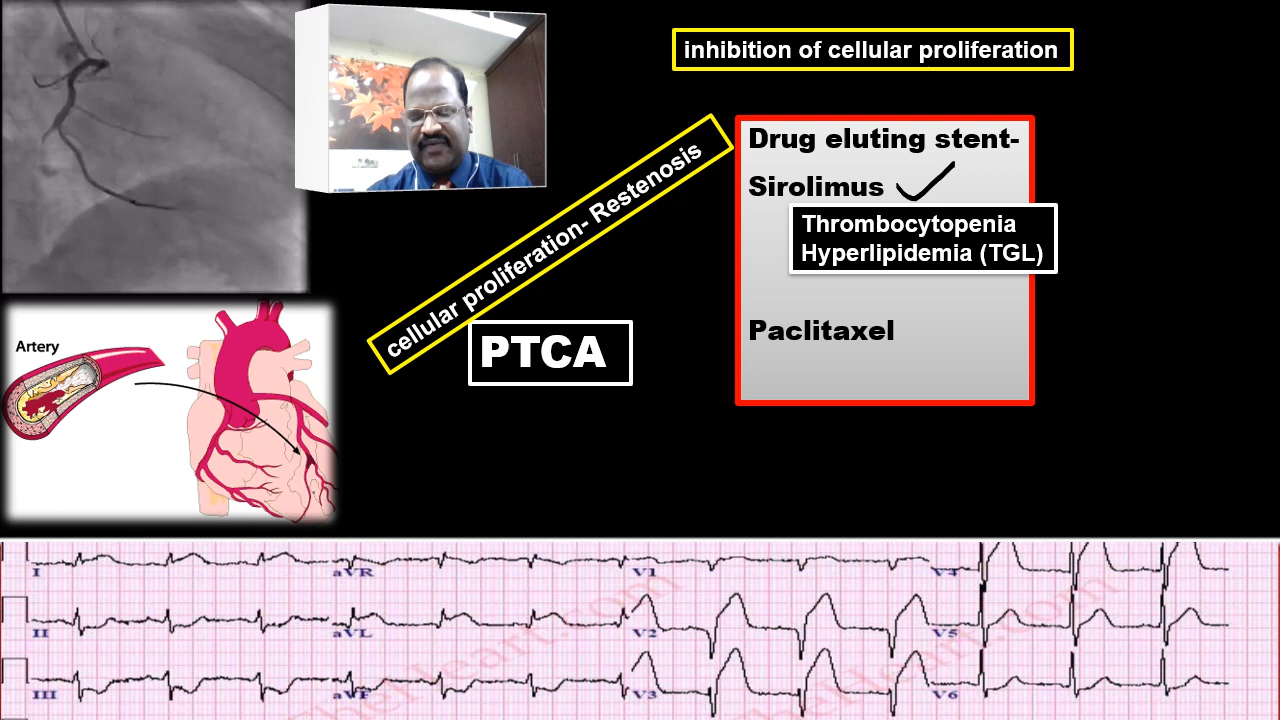 inhibition of cellular proliferation
Drug eluting stent-
Sirolimus
Thrombocytopenia
Hyperlipidemia (TGL)
Paclitaxel
cellular proliferation- Restenosis
PTCA
Artery
I aVR V1 V4
II aVL V2 V5
III aVF V3 V6